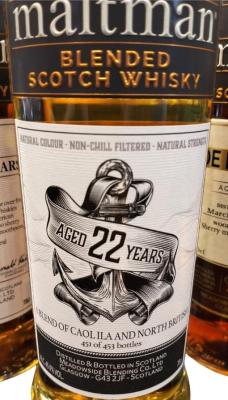 maltman
BLENDED
SCOTCH WHISKY
NATURAL COLOUR - NON-CHILL FILTERED - NATURAL STRENGTH
AGED 22 YEARS
A BLEND OF CAOL ILA AND NORTH BRITISH
451 of 453 bottles
DISTILLED & BOTTLED IN SCOTLAND
MEADOWSIDE BLENDING CO. LTD
GLASGOW - G43 2JF - SCOTLAND